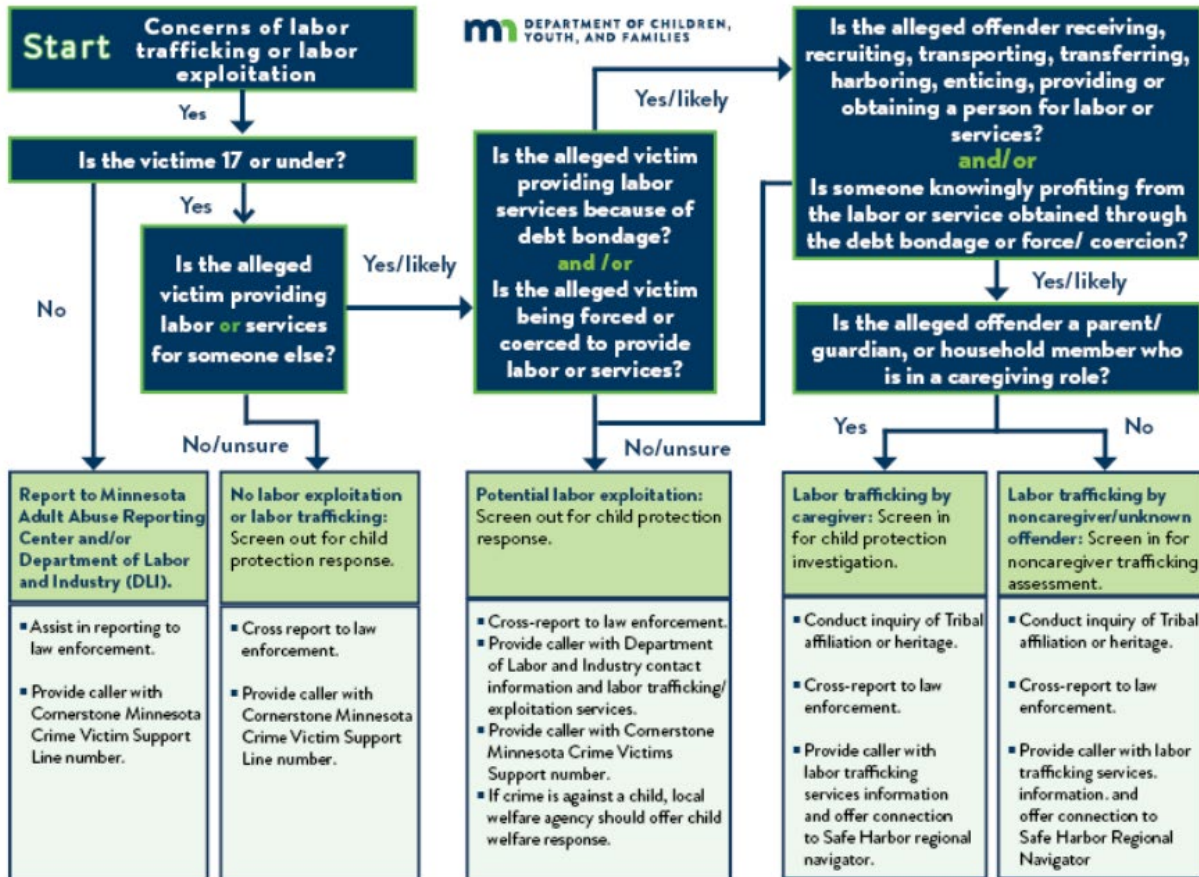 Start
Concerns of labor
trafficking or labor
exploitation
mn DEPARTMENT OF CHILDREN,
YOUTH, AND FAMILIES
Yes
Is the victime 17 or under?
No
Yes
Is the alleged
victim providing
labor or services
for someone else?
Yes/likely
No/unsure
Is the alleged victim
providing labor
services because of
debt bondage?
and /or
Is the alleged victim
being forced or
coerced to provide
labor or services?
Yes/likely
No/unsure
Is the alleged offender receiving,
recruiting, transporting, transferring,
harboring, enticing, providing or
obtaining a person for labor or
services?
and/or
Is someone knowingly profiting from
the labor or service obtained through
the debt bondage or force/ coercion?
Yes/likely
Is the alleged offender a parent/
guardian, or household member who
is in a caregiving role?
Yes
No
Report to Minnesota
Adult Abuse Reporting
Center and/or
Department of Labor
and Industry (DLI).
▪ Assist in reporting to
law enforcement.
▪ Provide caller with
Cornerstone Minnesota
Crime Victim Support
Line number.
No labor exploitation
or labor trafficking:
Screen out for child
protection response.
▪ Cross report to law
enforcement.
▪ Provide caller with
Cornerstone Minnesota
Crime Victim Support
Line number.
Potential labor exploitation:
Screen out for child protection
response.
▪ Cross-report to law enforcement.
▪ Provide caller with Department
of Labor and Industry contact
information and labor trafficking/
exploitation services.
▪ Provide caller with Cornerstone
Minnesota Crime Victims
Support number.
▪ If crime is against a child, local
welfare agency should offer child
welfare response.
Labor trafficking by
caregiver: Screen in
for child protection
investigation.
▪ Conduct inquiry of Tribal
affiliation or heritage.
▪ Cross-report to law
enforcement.
▪ Provide caller with
labor trafficking
services information
and offer connection
to Safe Harbor regional
navigator.
Labor trafficking by
noncaregiver/unknown
offender: Screen in for
noncaregiver trafficking
assessment.
▪ Conduct inquiry of Tribal
affiliation or heritage.
▪ Cross-report to law
enforcement.
▪ Provide caller with labor
trafficking services.
information. and
offer connection to
Safe Harbor Regional
Navigator